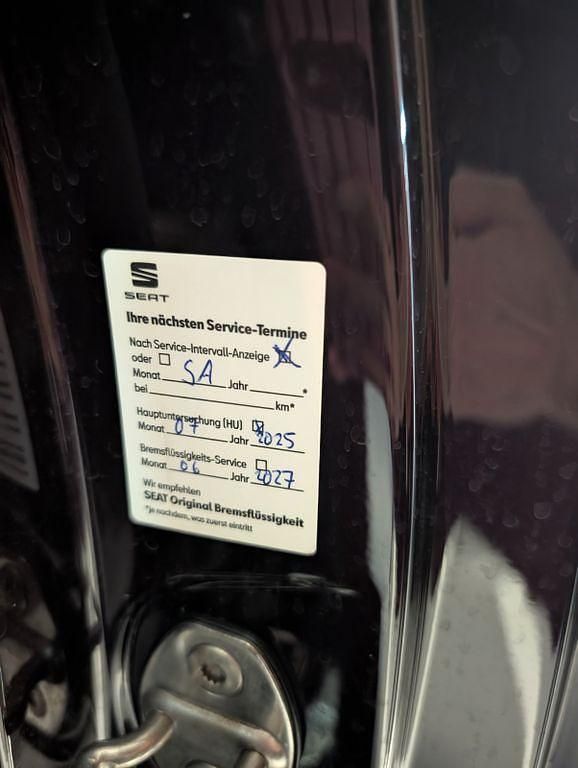 SEAT
Ihre nächsten Service-Termine
Nach Service-Intervall-Anzeige
oder
Monat SA Jahr *
bei km*
Hauptuntersuchung (HU)
Monat 07 Jahr 2025
Bremsflüssigkeits-Service
Monat 06 Jahr 2027
Wir empfehlen
SEAT Original Bremsflüssigkeit
*je nachdem, was zuerst eintritt